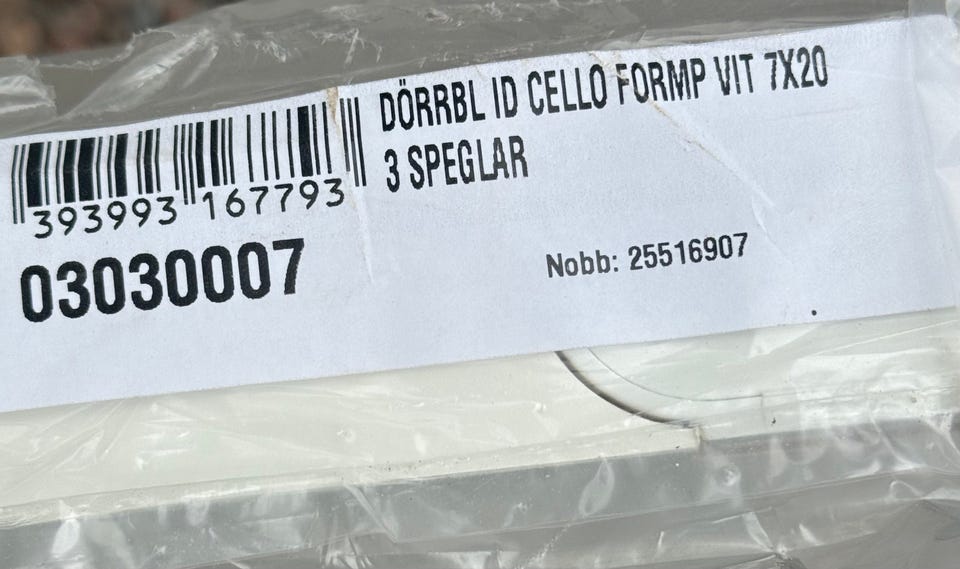 DÖRRBL ID CELLO FORMP VIT 7X20
3 SPEGLAR
393993 167793
03030007
Nobb: 25516907